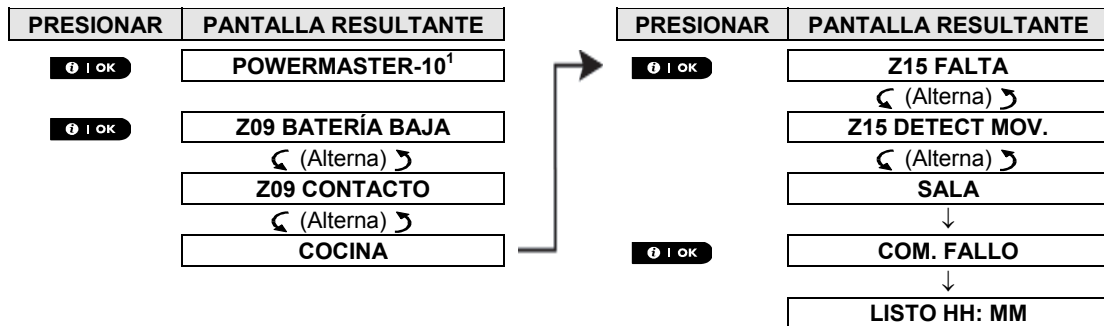 PRESIONAR PANTALLA RESULTANTE
i | OK POWERMASTER-10¹
i | OK Z09 BATERÍA BAJA
(Alterna)
Z09 CONTACTO
(Alterna)
COCINA
PRESIONAR PANTALLA RESULTANTE
i | OK Z15 FALTA
(Alterna)
Z15 DETECT MOV.
(Alterna)
SALA
↓
i | OK COM. FALLO
↓
LISTO HH: MM